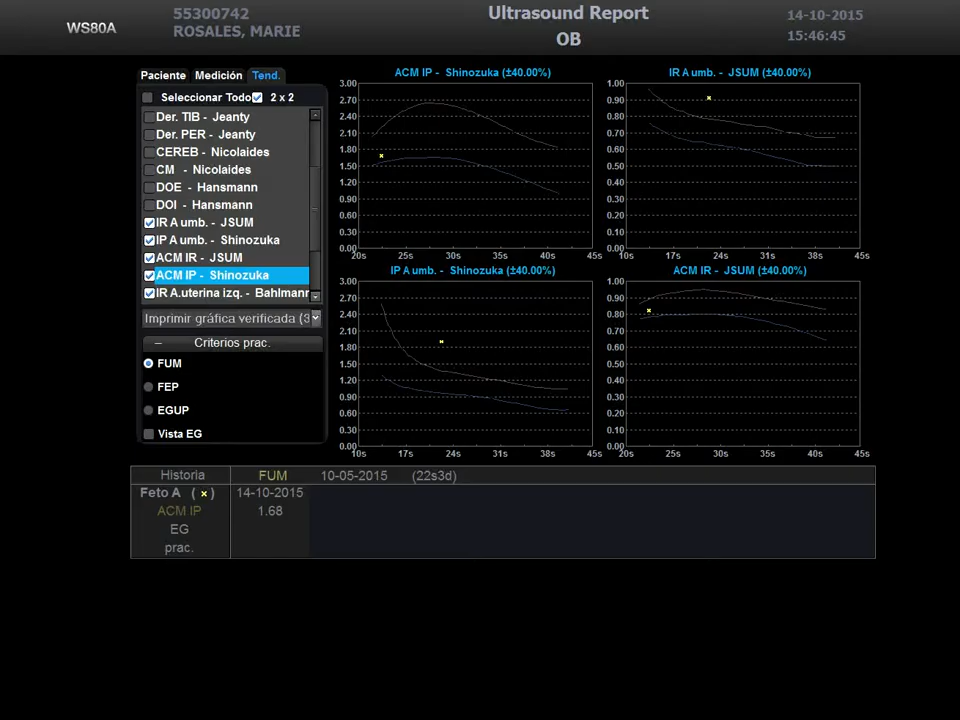 WS80A
55300742
ROSALES, MARIE
Ultrasound Report
OB
14-10-2015
15:46:45
Paciente Medición Tend.
Seleccionar Todo 2 x 2
Der. TIB - Jeanty
Der. PER - Jeanty
CEREB - Nicolaides
CM - Nicolaides
DOE - Hansmann
DOI - Hansmann
IR A umb. - JSUM
IP A umb. - Shinozuka
ACM IR - JSUM
ACM IP - Shinozuka
IR A.uterina izq. - Bahlmann
Imprimir gráfica verificada (3
– Criterios prac.
FUM
FEP
EGUP
Vista EG
ACM IP - Shinozuka (±40.00%)
3.00
2.70
2.40
2.10
1.80
1.50
1.20
0.90
0.60
0.30
0.00
20s 25s 30s 35s 40s 45s
IR A umb. - JSUM (±40.00%)
1.00
0.90
0.80
0.70
0.60
0.50
0.40
0.30
0.20
0.10
0.00
10s 17s 24s 31s 38s 45s
IP A umb. - Shinozuka (±40.00%)
3.00
2.70
2.40
2.10
1.80
1.50
1.20
0.90
0.60
0.30
0.00
10s 17s 24s 31s 38s 45s
ACM IR - JSUM (±40.00%)
1.00
0.90
0.80
0.70
0.60
0.50
0.40
0.30
0.20
0.10
0.00
20s 25s 30s 35s 40s 45s
Historia FUM 10-05-2015 (22s3d)
Feto A ( × ) 14-10-2015
ACM IP 1.68
EG
prac.